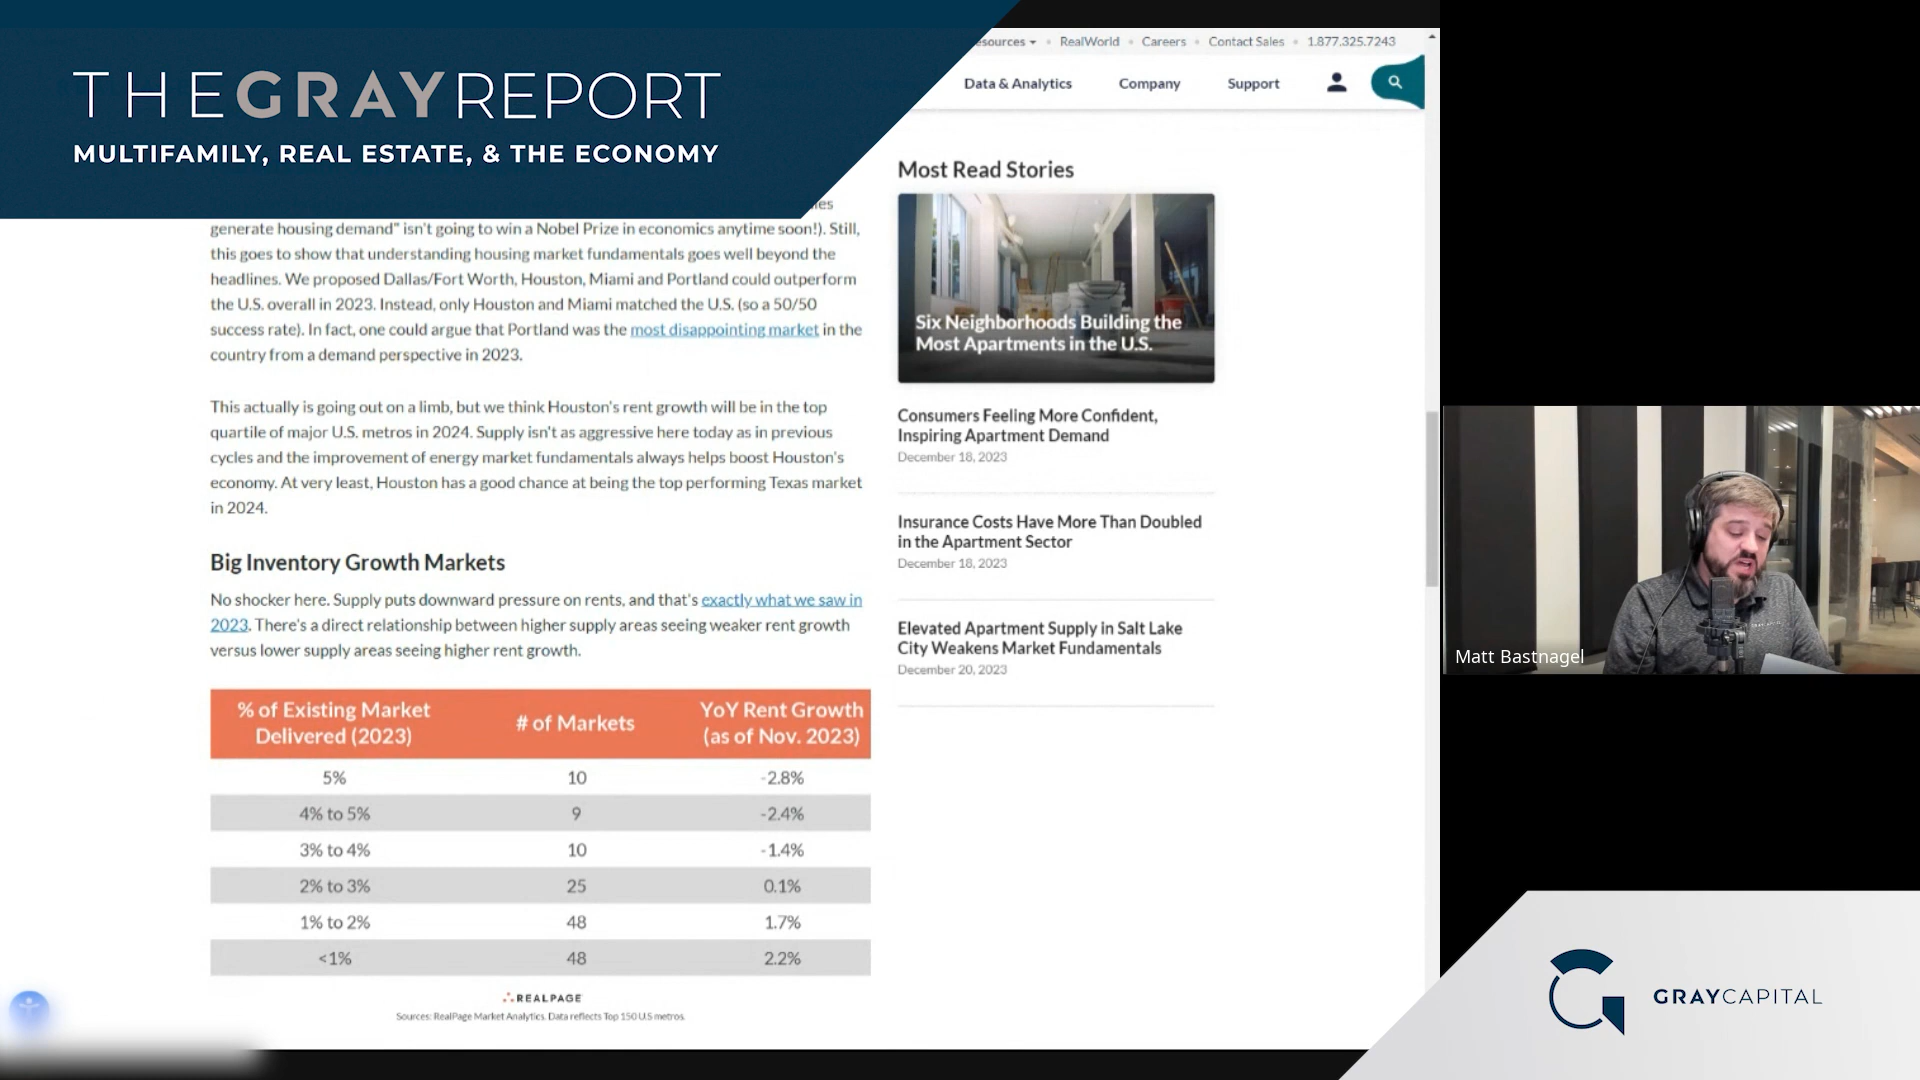 THEGRAYREPORT
MULTIFAMILY, REAL ESTATE, & THE ECONOMY
RealWorld
Careers
Contact Sales
1.877.325.7243
Data & Analytics
Company
Support
generate housing demand" isn't going to win a Nobel Prize in economics anytime soon!). Still,
this goes to show that understanding housing market fundamentals goes well beyond the
headlines. We proposed Dallas/Fort Worth, Houston, Miami and Portland could outperform
the U.S. overall in 2023. Instead, only Houston and Miami matched the U.S. (so a 50/50
success rate). In fact, one could argue that Portland was the most disappointing market in the
country from a demand perspective in 2023.
This actually is going out on a limb, but we think Houston's rent growth will be in the top
quartile of major U.S. metros in 2024. Supply isn't as aggressive here today as in previous
cycles and the improvement of energy market fundamentals always helps boost Houston's
economy. At very least, Houston has a good chance at being the top performing Texas market
in 2024.
Big Inventory Growth Markets
No shocker here. Supply puts downward pressure on rents, and that's exactly what we saw in
2023. There's a direct relationship between higher supply areas seeing weaker rent growth
versus lower supply areas seeing higher rent growth.
% of Existing Market
Delivered (2023)
# of Markets
YoY Rent Growth
(as of Nov. 2023)
5% 10 -2.8%
4% to 5% 9 -2.4%
3% to 4% 10 -1.4%
2% to 3% 25 0.1%
1% to 2% 48 1.7%
<1% 48 2.2%
REALPAGE
Sources: RealPage Market Analytics. Data reflects Top 150 U.S metros.
Most Read Stories
Six Neighborhoods Building the
Most Apartments in the U.S.
Consumers Feeling More Confident,
Inspiring Apartment Demand
December 18, 2023
Insurance Costs Have More Than Doubled
in the Apartment Sector
December 18, 2023
Elevated Apartment Supply in Salt Lake
City Weakens Market Fundamentals
December 20, 2023
Matt Bastnagel
GRAYCAPITAL